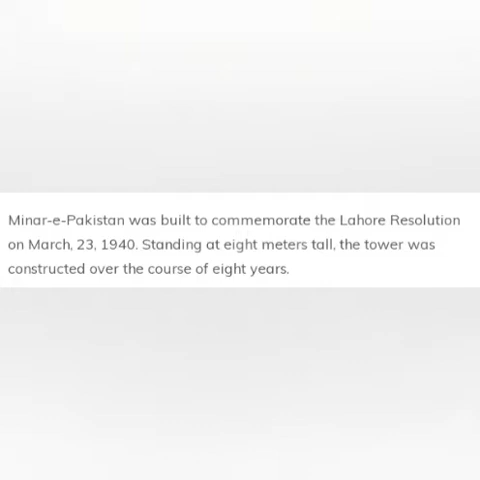 Minar-e-Pakistan was built to commemorate the Lahore Resolution
on March, 23, 1940. Standing at eight meters tall, the tower was
constructed over the course of eight years.